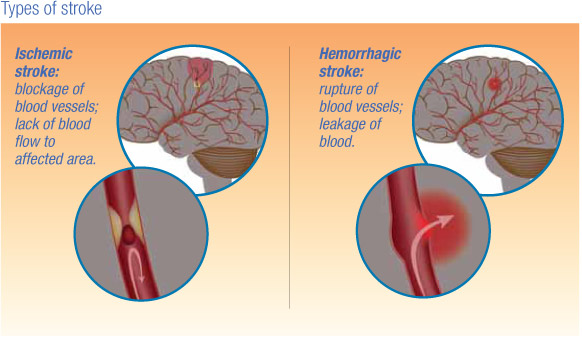 Types of stroke
Ischemic
stroke:
blockage of
blood vessels;
lack of blood
flow to
affected area.
Hemorrhagic
stroke:
rupture of
blood vessels;
leakage of
blood.